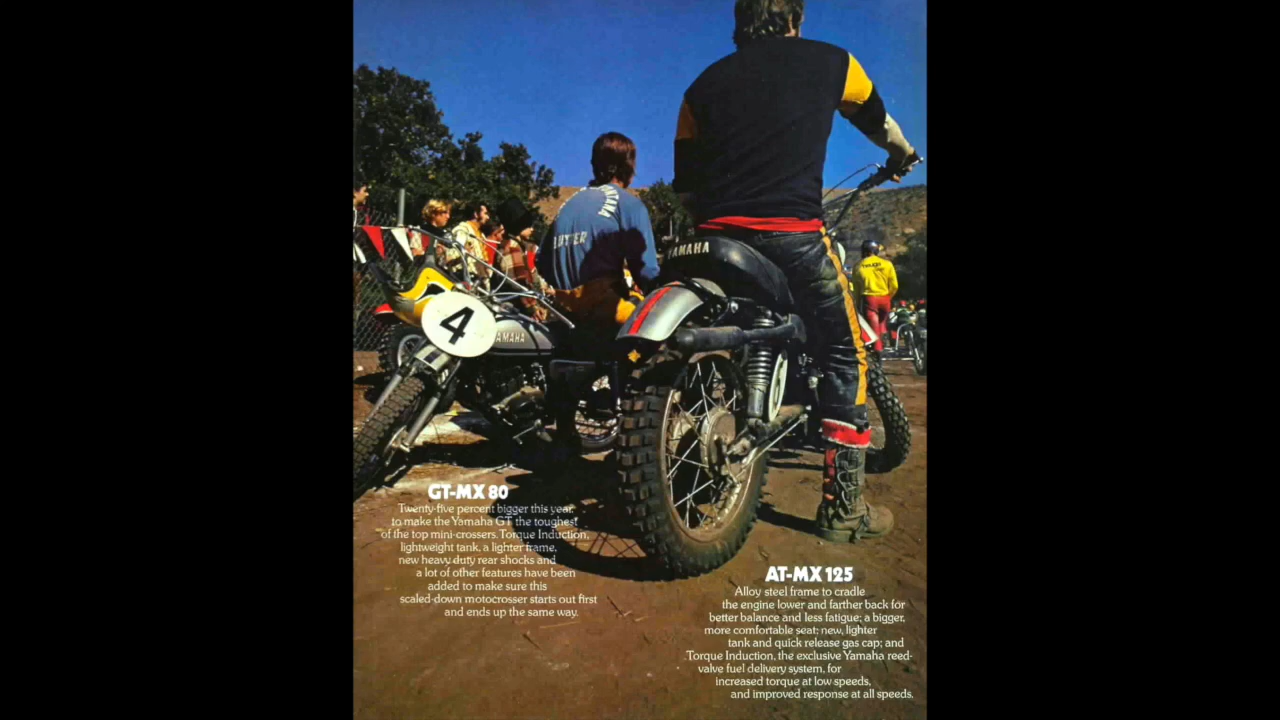 YAMAHA
YAMAHA
4
YAMAHA
GT-MX 80
Twenty-five percent bigger this year,
to make the Yamaha GT the toughest
of the top mini-crossers. Torque Induction,
lightweight tank, a lighter frame,
new heavy duty rear shocks and
a lot of other features have been
added to make sure this
scaled-down motocrosser starts out first
and ends up the same way.
AT-MX 125
Alloy steel frame to cradle
the engine lower and farther back for
better balance and less fatigue; a bigger,
more comfortable seat; new, lighter
tank and quick release gas cap; and
Torque Induction, the exclusive Yamaha reed-
valve fuel delivery system, for
increased torque at low speeds,
and improved response at all speeds.